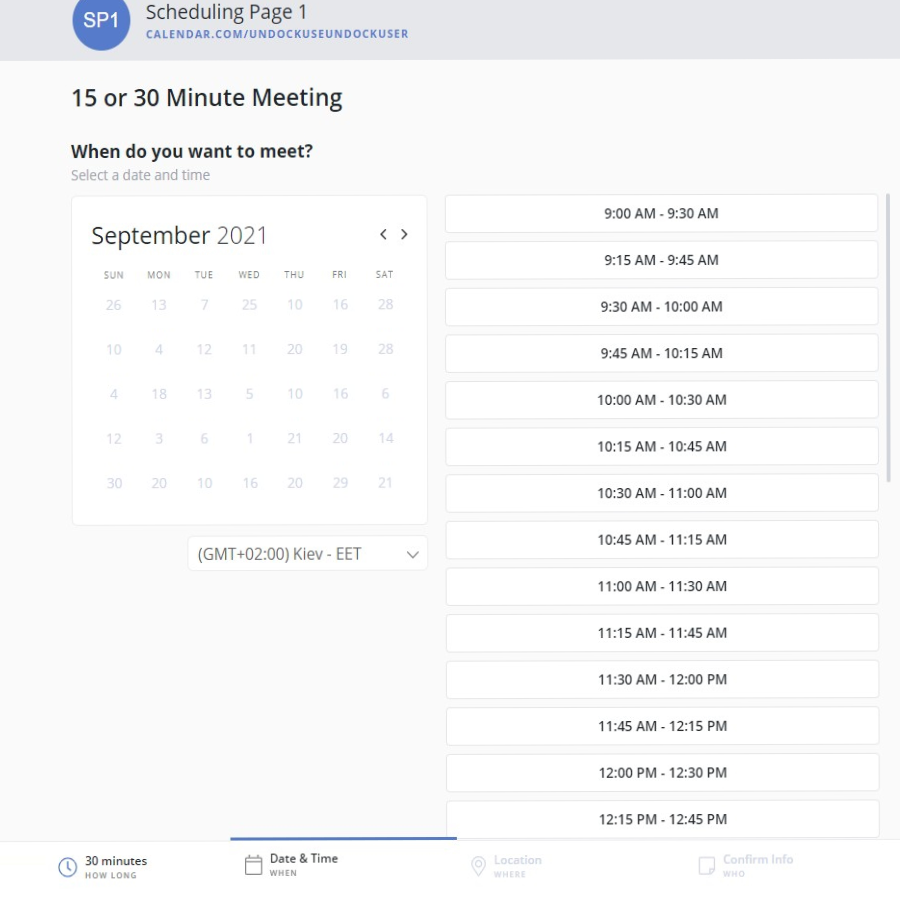 SP1
Scheduling Page 1
CALENDAR.COM/UNDOCKUSEUNDOCKUSER
15 or 30 Minute Meeting
When do you want to meet?
Select a date and time
September 2021
SUN MON TUE WED THU FRI SAT
26 13 7 25 10 16 28
10 4 12 11 20 19 28
4 18 13 5 10 16 6
12 3 6 1 21 20 14
30 20 10 16 20 29 21
(GMT+02:00) Kiev - EET
9:00 AM - 9:30 AM
9:15 AM - 9:45 AM
9:30 AM - 10:00 AM
9:45 AM - 10:15 AM
10:00 AM - 10:30 AM
10:15 AM - 10:45 AM
10:30 AM - 11:00 AM
10:45 AM - 11:15 AM
11:00 AM - 11:30 AM
11:15 AM - 11:45 AM
11:30 AM - 12:00 PM
11:45 AM - 12:15 PM
12:00 PM - 12:30 PM
12:15 PM - 12:45 PM
30 minutes
HOW LONG
Date & Time
WHEN
Location
WHERE
Confirm Info
WHO